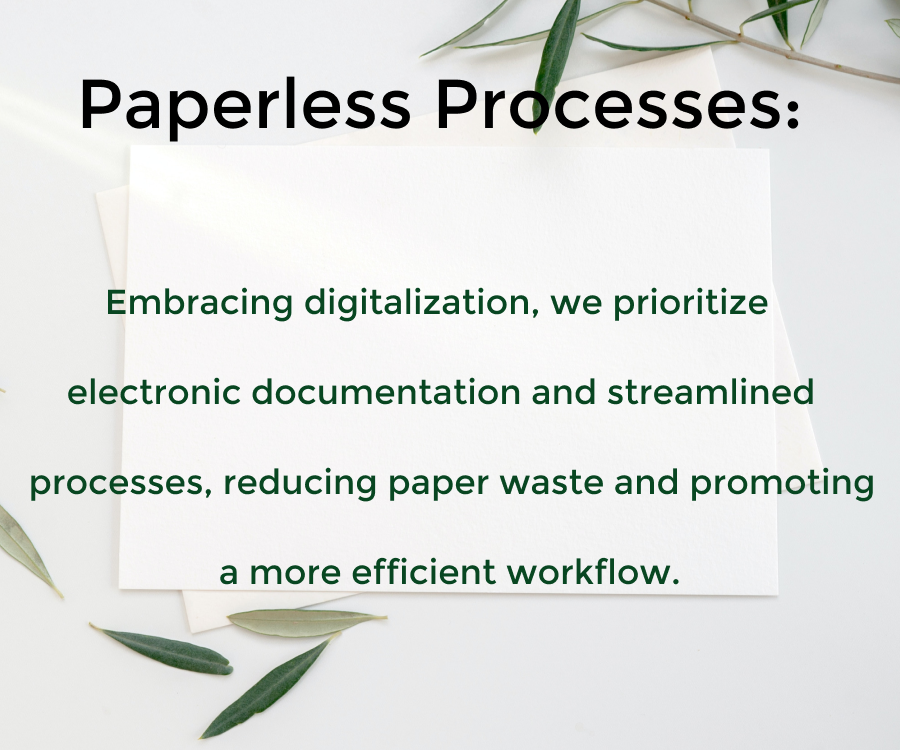 Paperless Processes:
Embracing digitalization, we prioritize
electronic documentation and streamlined
processes, reducing paper waste and promoting
a more efficient workflow.